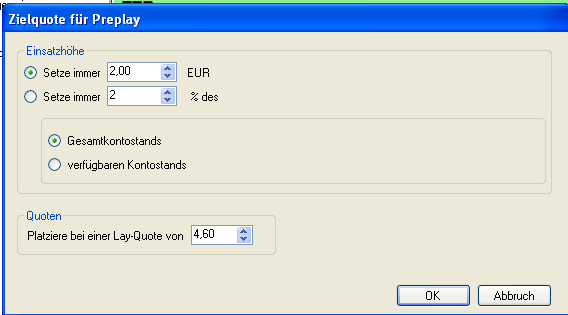 Zielquote für Preplay
Einsatzhöhe
Setze immer 2,00 EUR
Setze immer 2 % des
Gesamtkontostands
verfügbaren Kontostands
Quoten
Platziere bei einer Lay-Quote von 4,60
OK Abbruch